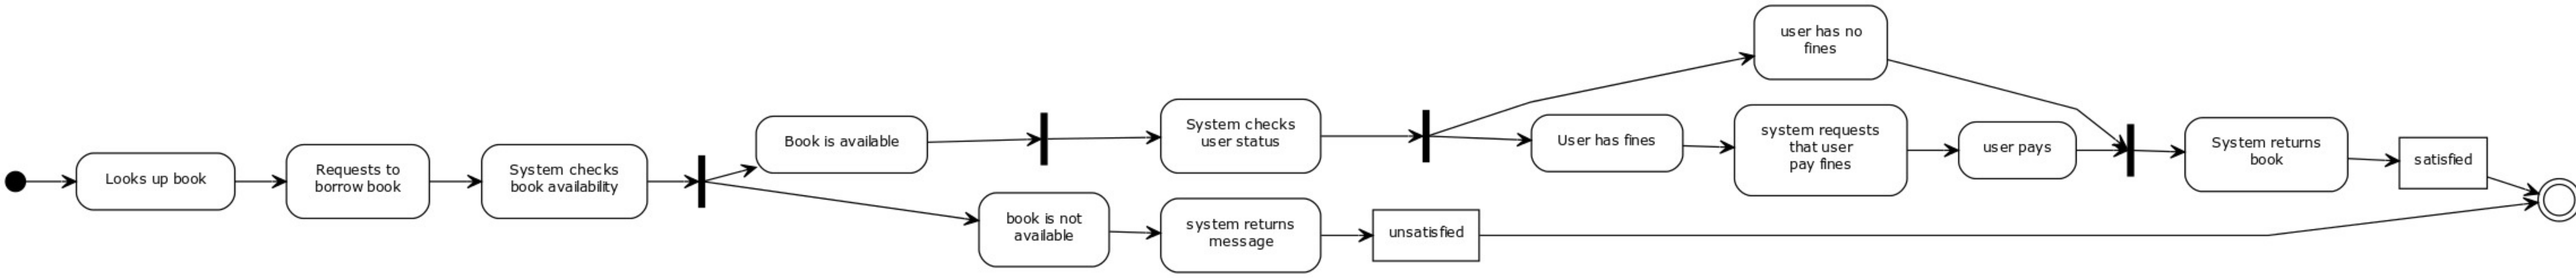 Looks up book
Requests to
borrow book
System checks
book availability
Book is available
book is not
available
System checks
user status
system returns
message
unsatisfied
user has no
fines
User has fines
system requests
that user
pay fines
user pays
System returns
book
satisfied